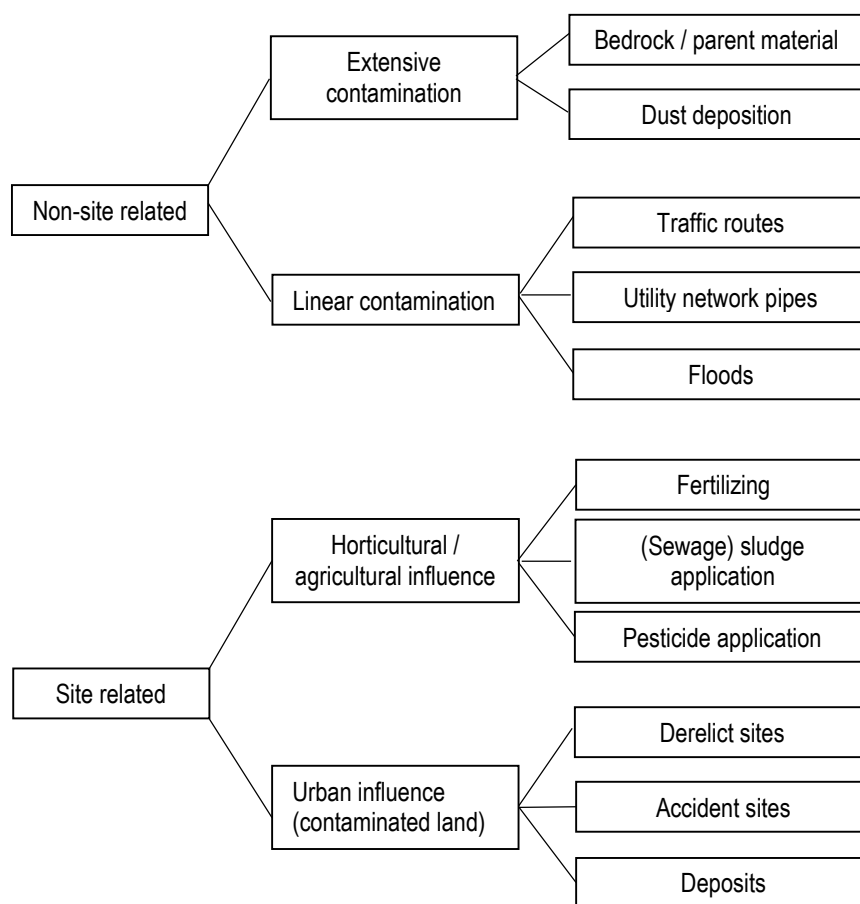 Non-site related
Extensive
contamination
Bedrock / parent material
Dust deposition
Linear contamination
Traffic routes
Utility network pipes
Floods
Site related
Horticultural /
agricultural influence
Fertilizing
(Sewage) sludge
application
Pesticide application
Urban influence
(contaminated land)
Derelict sites
Accident sites
Deposits